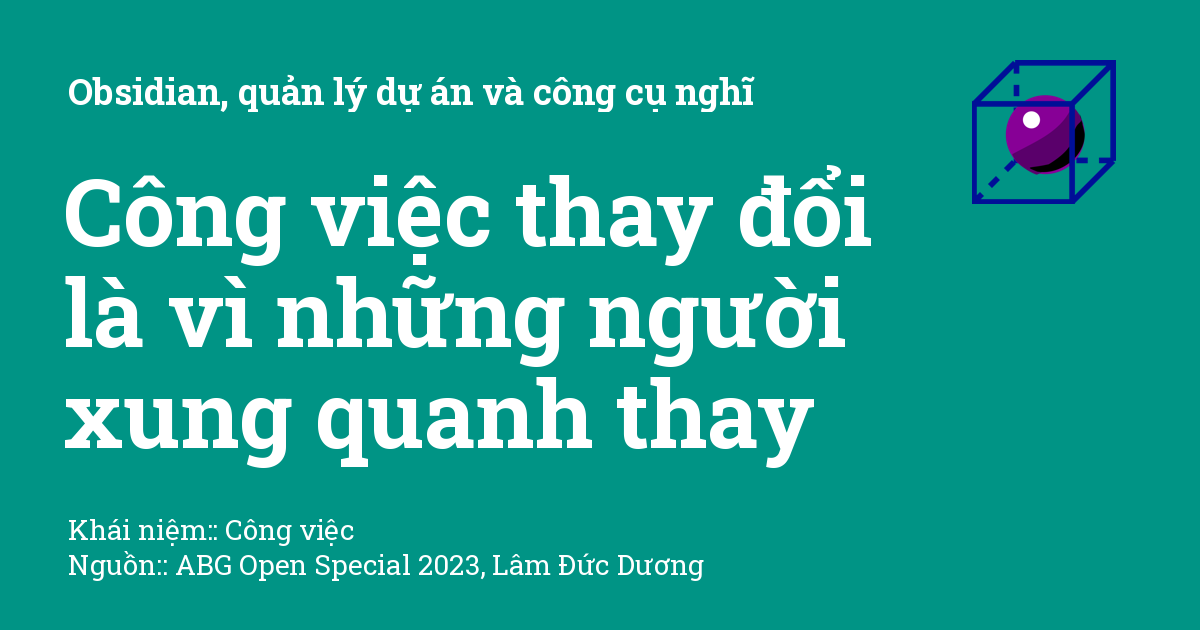 Obsidian, quản lý dự án và công cụ nghĩ
Công việc thay đổi
là vì những người
xung quanh thay
Khái niệm:: Công việc
Nguồn:: ABG Open Special 2023, Lâm Đức Dương